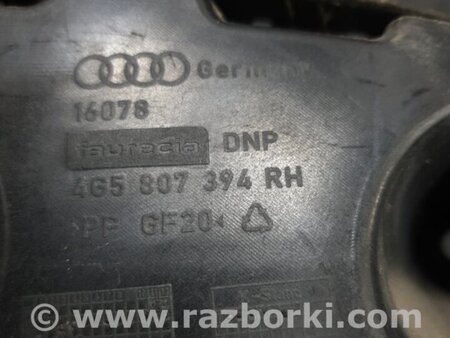 Germany
16078
faurecia DNP
4G5 807 394 RH
>PP GF20<
© www.razborki.com